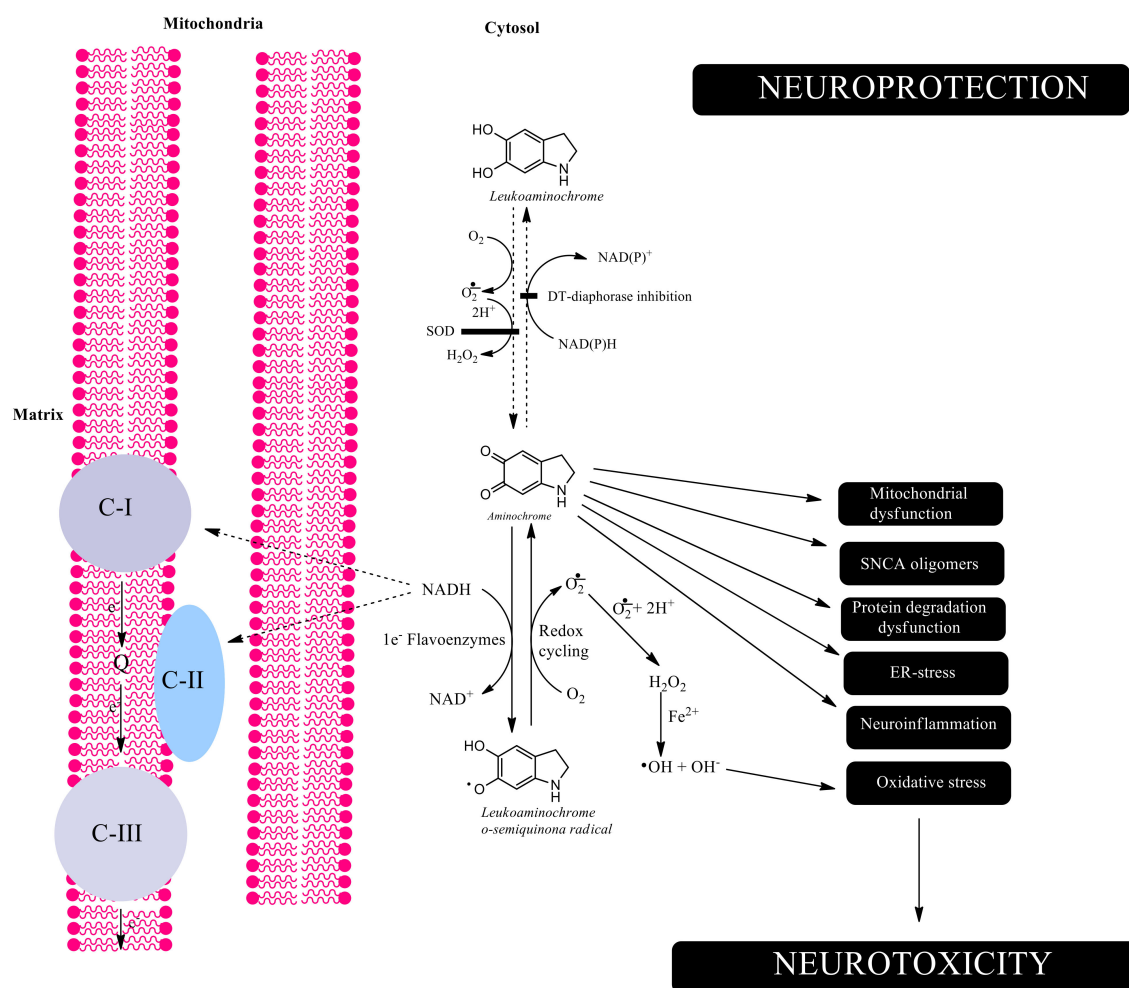 Mitochondria
Cytosol
NEUROPROTECTION
HO
HO
N
H
Leukoaminochrome
O₂
NAD(P)⁺
O₂•̅
DT-diaphorase inhibition
2H⁺
SOD
NAD(P)H
H₂O₂
Matrix
O
O
N
H
Aminochrome
C-I
Mitochondrial
dysfunction
SNCA oligomers
NADH
O₂•̅
O₂•̅ + 2H⁺
Protein degradation
dysfunction
e⁻
1e⁻ Flavoenzymes
Redox
cycling
Q
C-II
ER-stress
NAD⁺
O₂
H₂O₂
e⁻
Fe²⁺
Neuroinflammation
HO
•O
N
H
•OH + OH⁻
Oxidative stress
Leukoaminochrome
o-semiquinona radical
C-III
e
NEUROTOXICITY